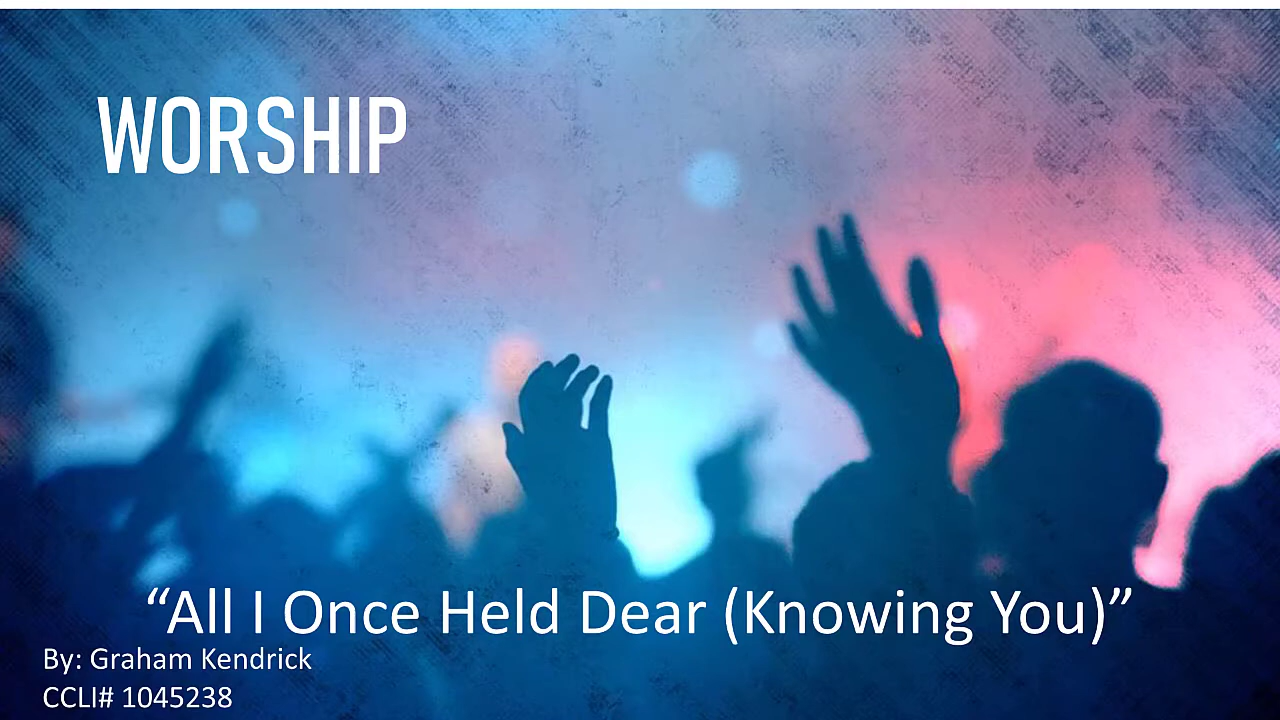 WORSHIP
“All I Once Held Dear (Knowing You)”
By: Graham Kendrick
CCLI# 1045238